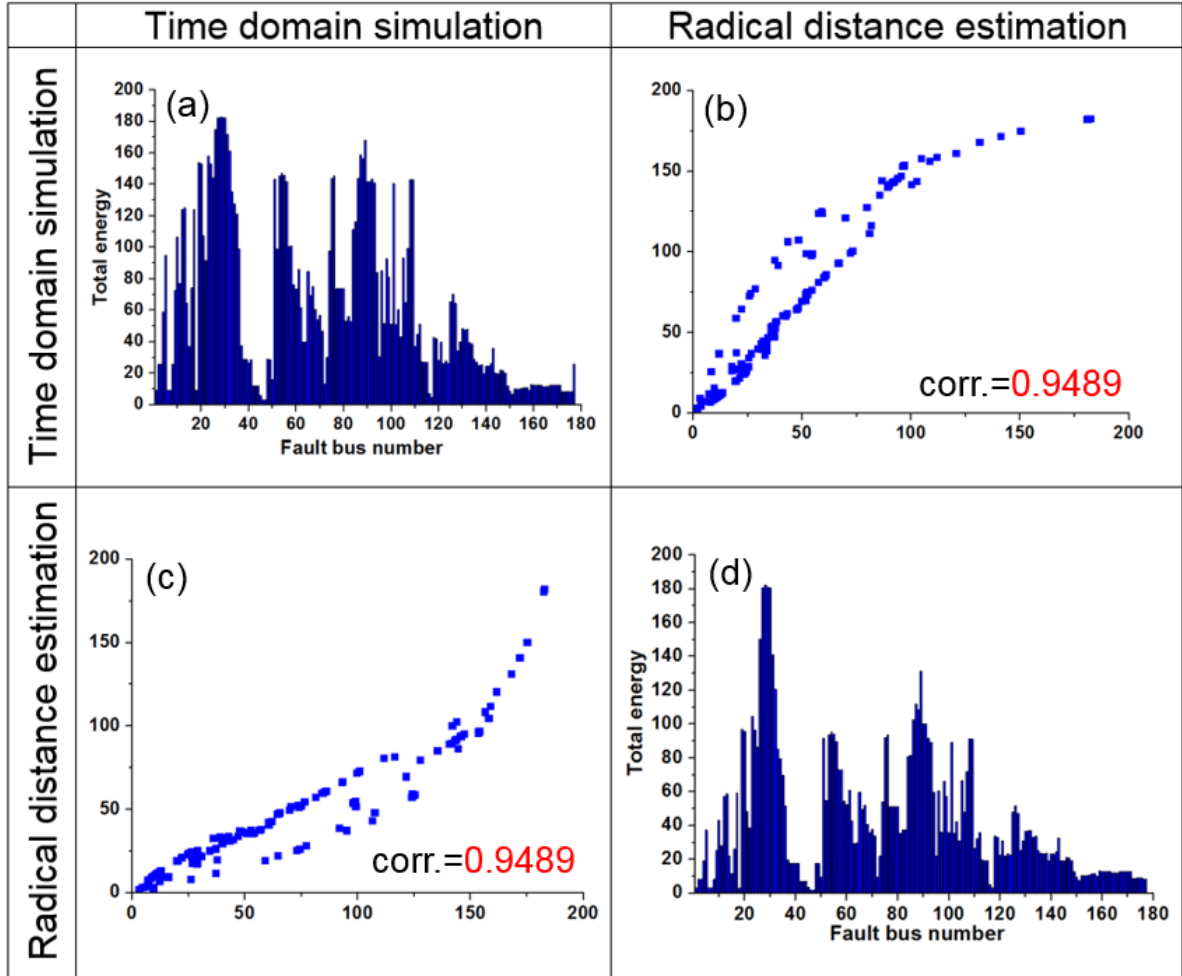 Time domain simulation
Radical distance estimation
Time domain simulation
(a)
Total energy
200
180
160
140
120
100
80
60
40
20
0
20 40 60 80 100 120 140 160 180
Fault bus number
(b)
200
150
100
50
0
corr.=0.9489
0 50 100 150 200
Radical distance estimation
(c)
200
150
100
50
0
corr.=0.9489
0 50 100 150 200
(d)
Total energy
200
180
160
140
120
100
80
60
40
20
0
20 40 60 80 100 120 140 160 180
Fault bus number